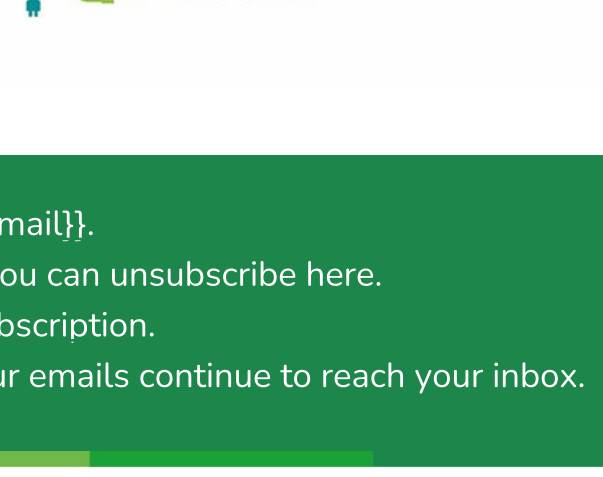 mail}}.
ou can unsubscribe here.
bscription.
ur emails continue to reach your inbox.